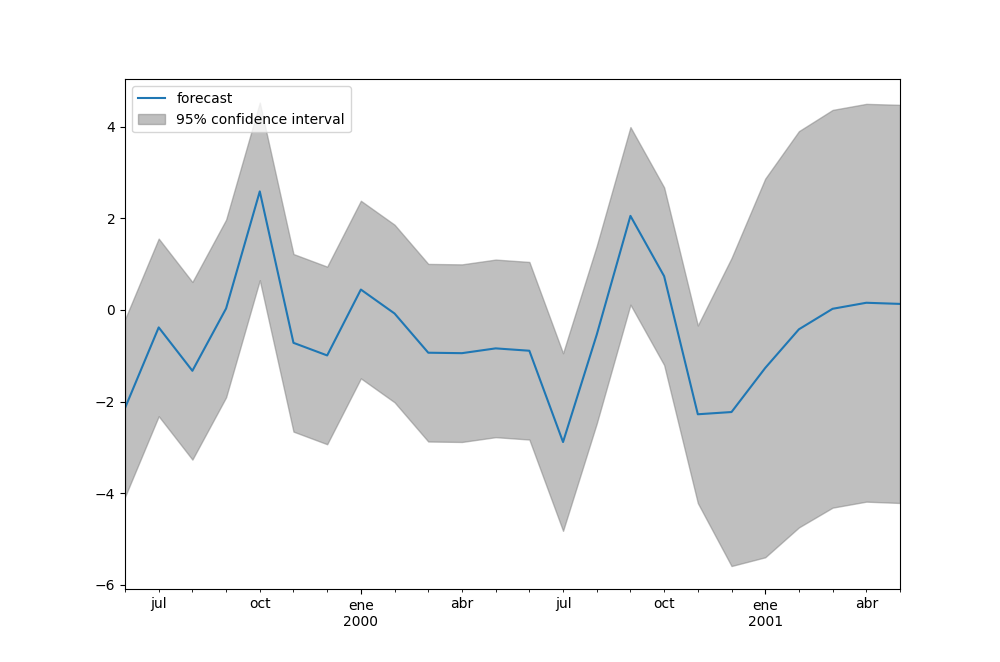 forecast
95% confidence interval
4
2
0
−2
−4
−6
jul oct ene abr jul oct ene abr
2000 2001